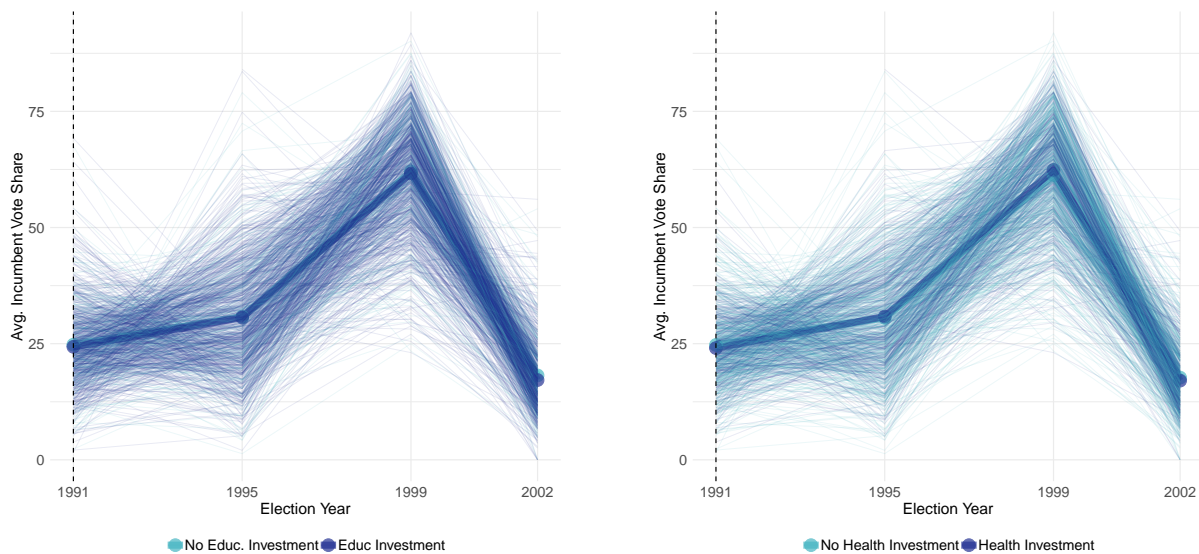 Avg. Incumbent Vote Share
75
50
25
0
1991 1995 1999 2002
Election Year
No Educ. Investment Educ Investment
Avg. Incumbent Vote Share
75
50
25
0
1991 1995 1999 2002
Election Year
No Health Investment Health Investment